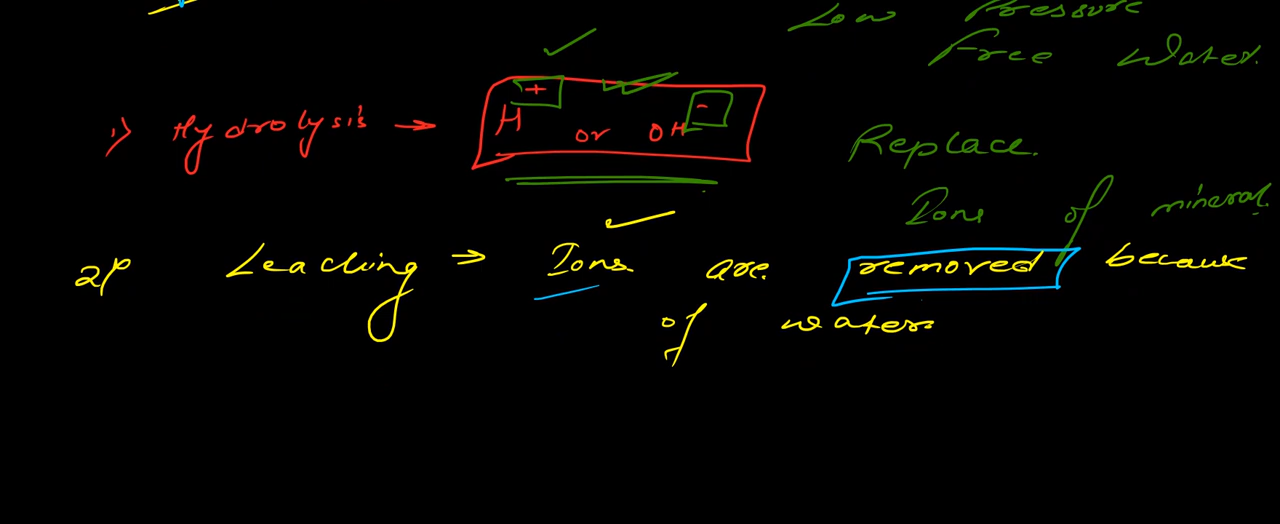 Low Pressure
Free Water.
1) Hydrolysis → H+ or OH-
Replace.
Ions of mineral.
2) Leaching → Ions are removed because
of water